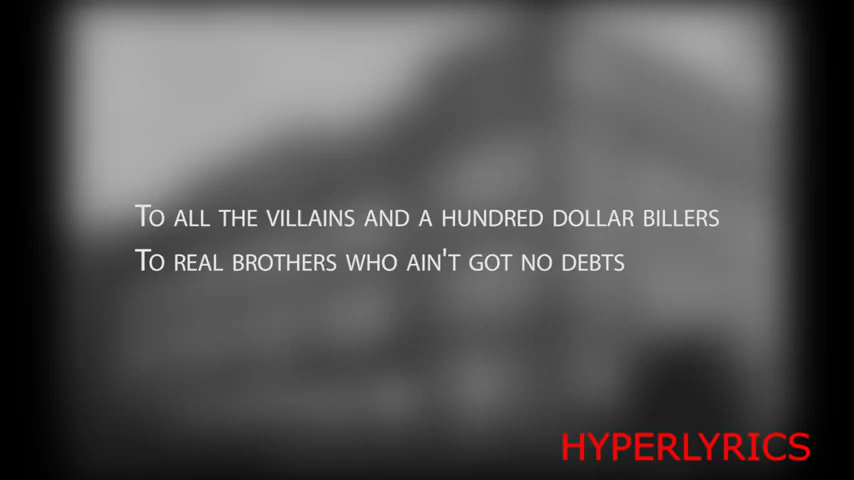 To all the villains and a hundred dollar billers
To real brothers who ain't got no debts
HYPERLYRICS